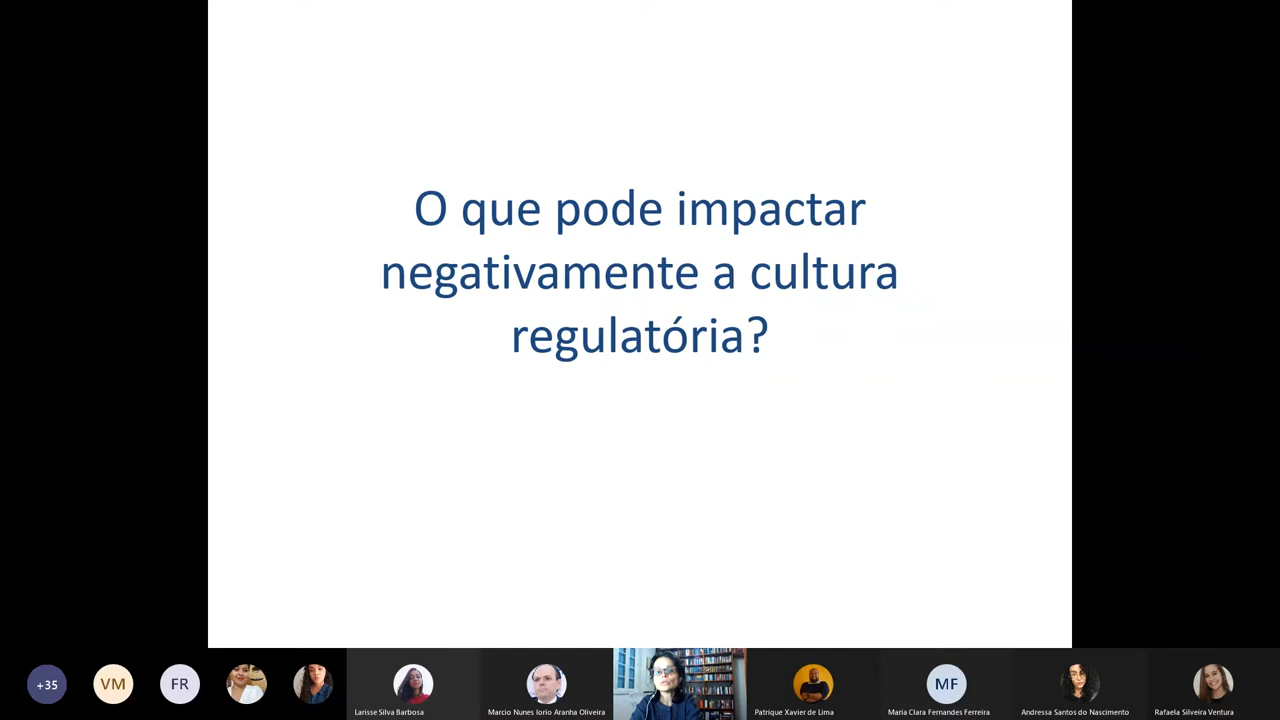 O que pode impactar
negativamente a cultura
regulatória?
+35
VM
FR
Larisse Silva Barbosa
Marcio Nunes Iorio Aranha Oliveira
Patrique Xavier de Lima
MF
Maria Clara Fernandes Ferreira
Andressa Santos do Nascimento
Rafaela Silveira Ventura